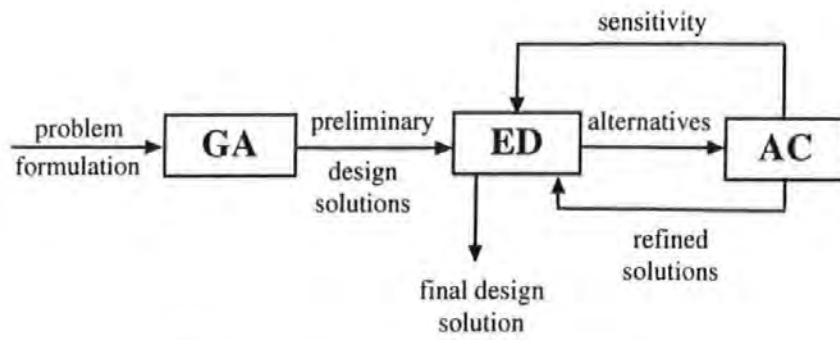 sensitivity
problem
formulation
GA
preliminary
design
solutions
ED
alternatives
AC
refined
solutions
final design
solution